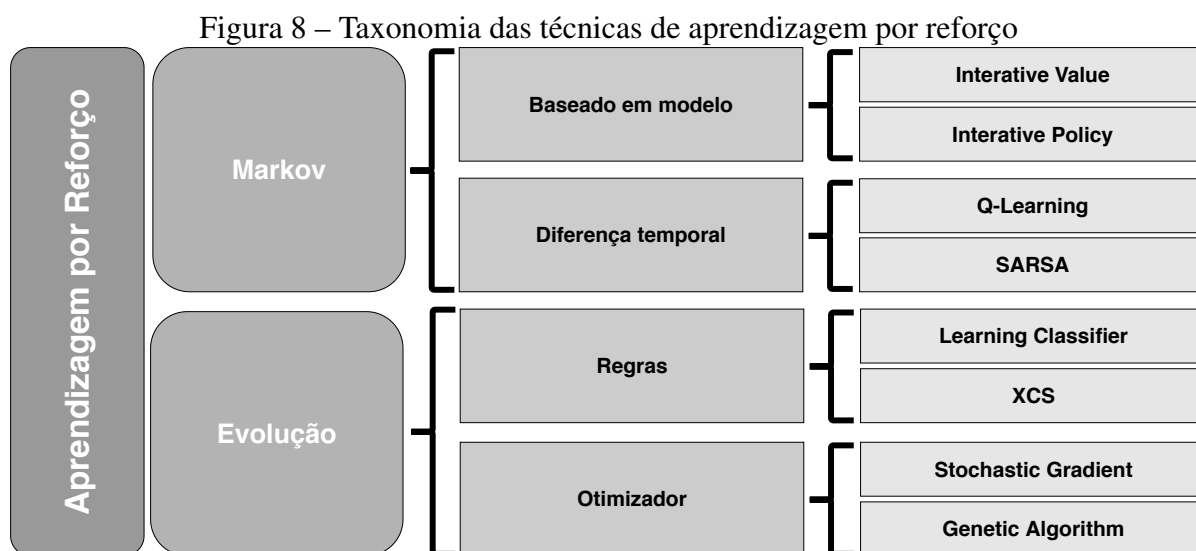 Figura 8 – Taxonomia das técnicas de aprendizagem por reforço
Aprendizagem por Reforço
Markov
Baseado em modelo
Interative Value
Interative Policy
Diferença temporal
Q-Learning
SARSA
Evolução
Regras
Learning Classifier
XCS
Otimizador
Stochastic Gradient
Genetic Algorithm